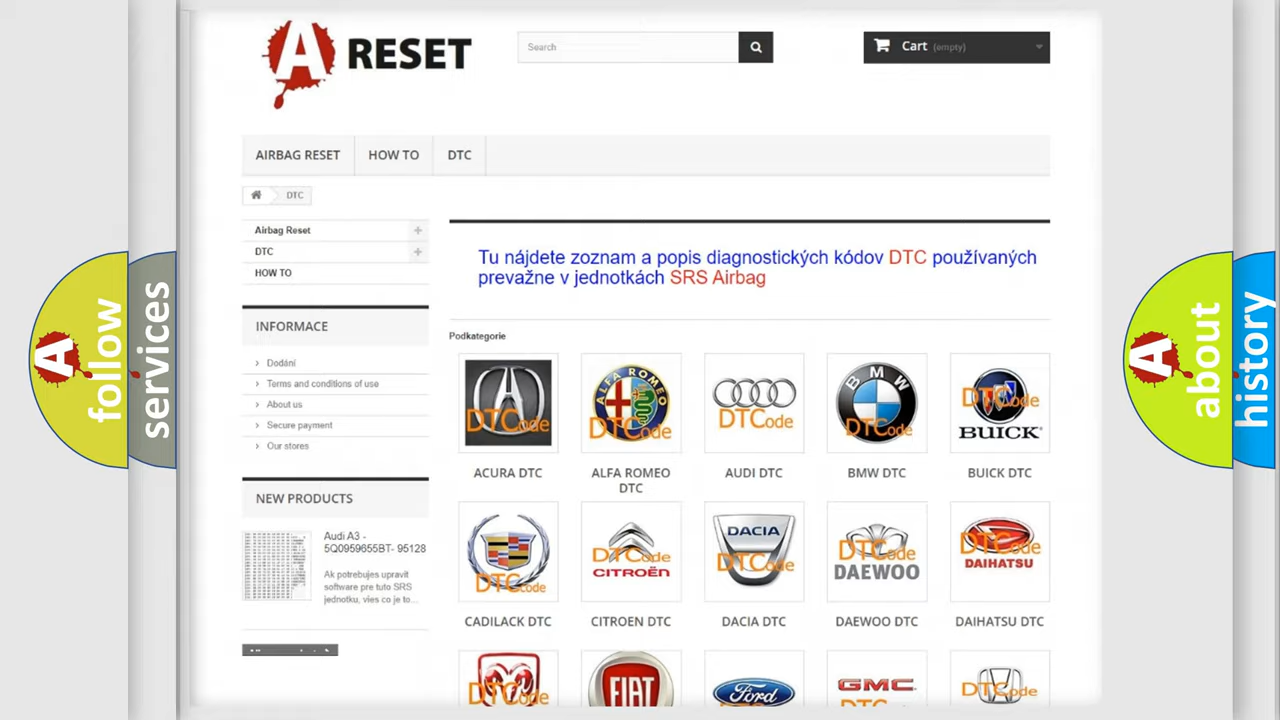 A RESET
Search
Cart (empty)
AIRBAG RESET
HOW TO
DTC
DTC
Airbag Reset
DTC
HOW TO
INFORMACE
Dodání
Terms and conditions of use
About us
Secure payment
Our stores
NEW PRODUCTS
Audi A3 -
5Q0959655BT- 95128
Ak potrebujes upravit
software pre tuto SRS
jednotku, vies co je to...
Tu nájdete zoznam a popis diagnostických kódov DTC používaných
prevažne v jednotkách SRS Airbag
Podkategorie
DTCode
ALFA ROMEO
DTCode
DTCode
BMW
DTCode
DTCode
BUICK
ACURA DTC
ALFA ROMEO
DTC
AUDI DTC
BMW DTC
BUICK DTC
DTCode
DTCode
CITROËN
DACIA
DTCode
DTCode
DAEWOO
DTCode
DAIHATSU
CADILACK DTC
CITROEN DTC
DACIA DTC
DAEWOO DTC
DAIHATSU DTC
DTCode
FIAT
Ford
GMC
DTCode
A follow
services
A about
history